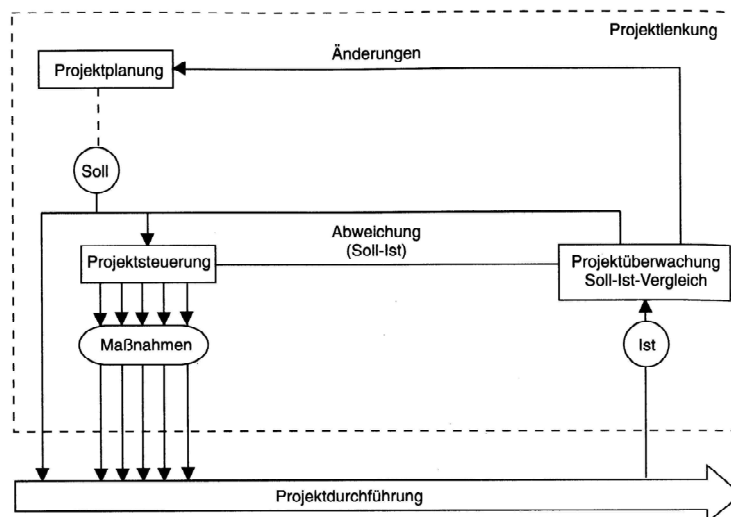 Projektlenkung
Änderungen
Projektplanung
Soll
Abweichung
(Soll-Ist)
Projektsteuerung
Projektüberwachung
Soll-Ist-Vergleich
Maßnahmen
Ist
Projektdurchführung